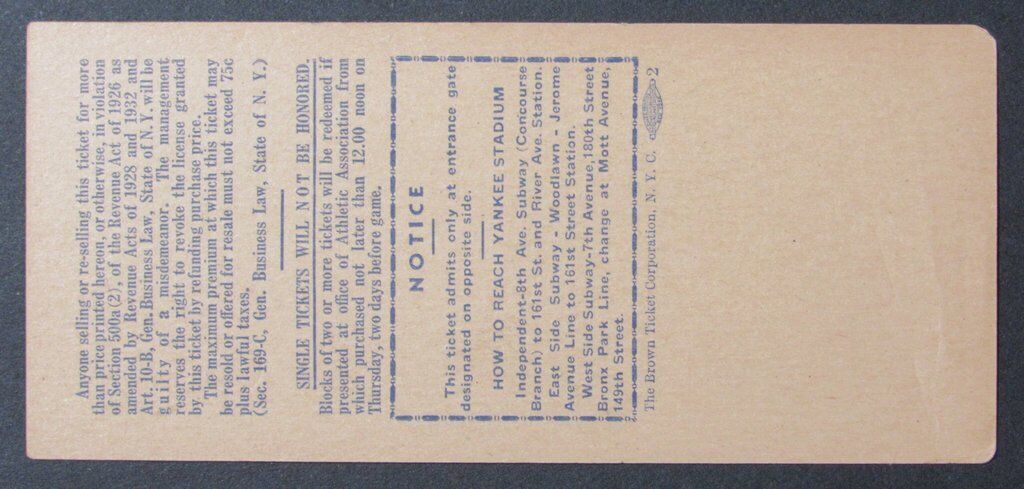 Anyone selling or re-selling this ticket for more
than price printed hereon, or otherwise, in violation
of Section 500a(2), of the Revenue Act of 1926 as
amended by Revenue Acts of 1928 and 1932 and
Art. 10-B, Gen. Business Law, State of N.Y. will be
guilty of a misdemeanor. The management
reserves the right to revoke the license granted
by this ticket by refunding purchase price.
The maximum premium at which this ticket may
be resold or offered for resale must not exceed 75c
plus lawful taxes.
(Sec. 169-C, Gen. Business Law, State of N. Y.)
SINGLE TICKETS WILL NOT BE HONORED.
Blocks of two or more tickets will be redeemed if
presented at office of Athletic Association from
which purchased not later than 12.00 noon on
Thursday, two days before game.
NOTICE
This ticket admits only at entrance gate
designated on opposite side.
HOW TO REACH YANKEE STADIUM
Independent-8th Ave. Subway (Concourse
Branch) to 161st St. and River Ave. Station.
East Side Subway - Woodlawn - Jerome
Avenue Line to 161st Street Station.
West Side Subway-7th Avenue, 180th Street
Bronx Park Line, change at Mott Avenue,
149th Street.
The Brown Ticket Corporation, N. Y. C. 2